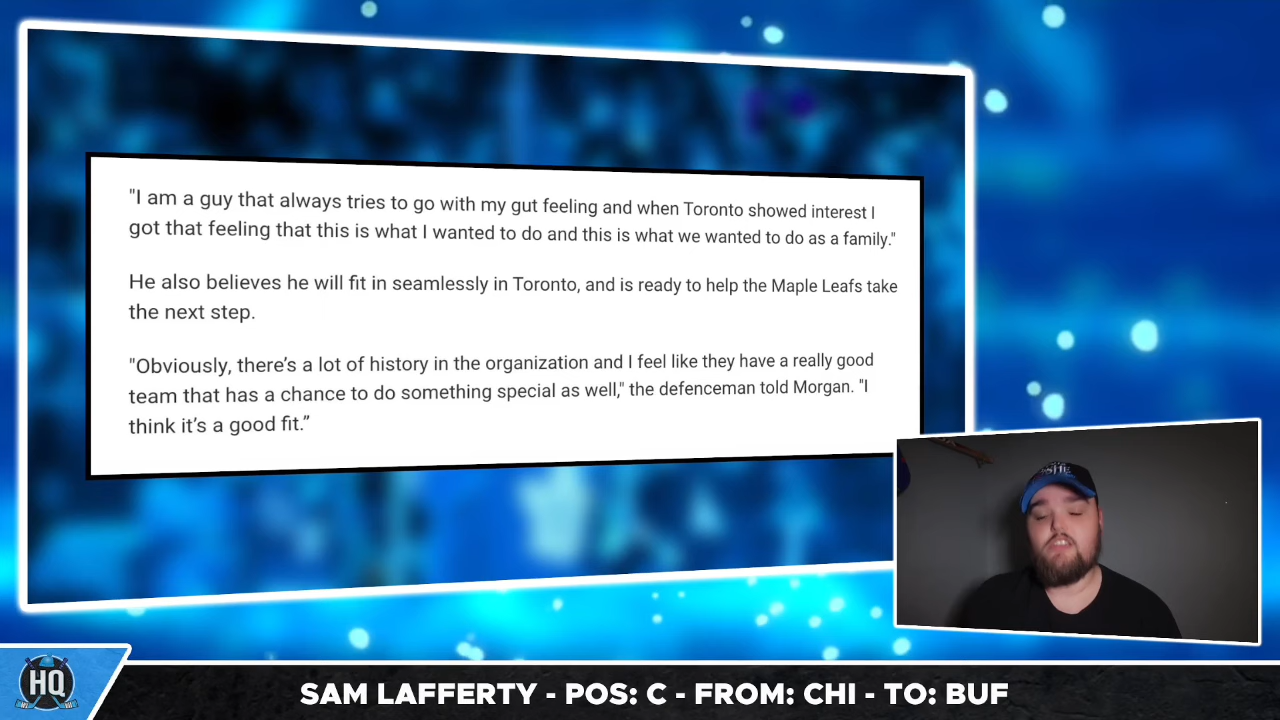 "I am a guy that always tries to go with my gut feeling and when Toronto showed interest I
got that feeling that this is what I wanted to do and this is what we wanted to do as a family."
He also believes he will fit in seamlessly in Toronto, and is ready to help the Maple Leafs take
the next step.
"Obviously, there’s a lot of history in the organization and I feel like they have a really good
team that has a chance to do something special as well," the defenceman told Morgan. "I
think it’s a good fit.”
HQ
SAM LAFFERTY - POS: C - FROM: CHI - TO: BUF